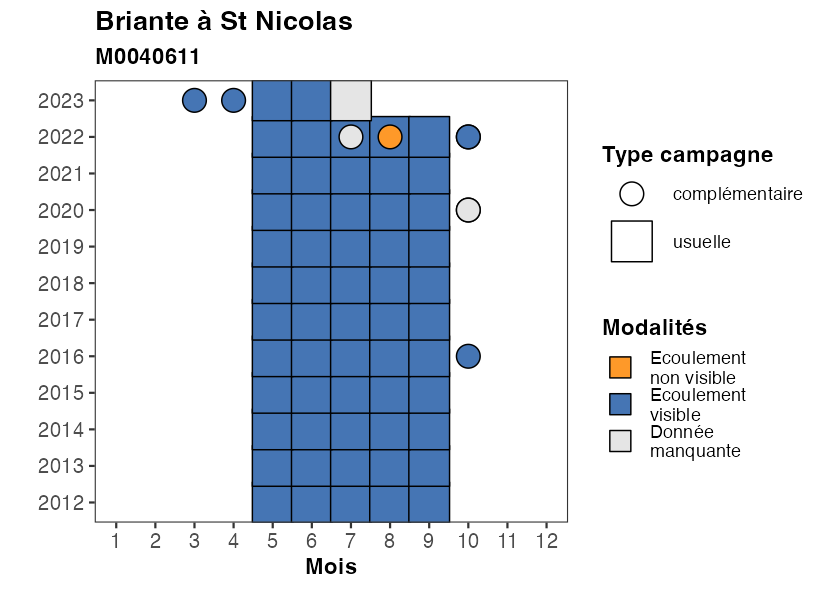 Briante à St Nicolas
M0040611
2023
2022
2021
2020
2019
2018
2017
2016
2015
2014
2013
2012
1 2 3 4 5 6 7 8 9 10 11 12
Mois
Type campagne
complémentaire
usuelle
Modalités
Ecoulement
non visible
Ecoulement
visible
Donnée
manquante